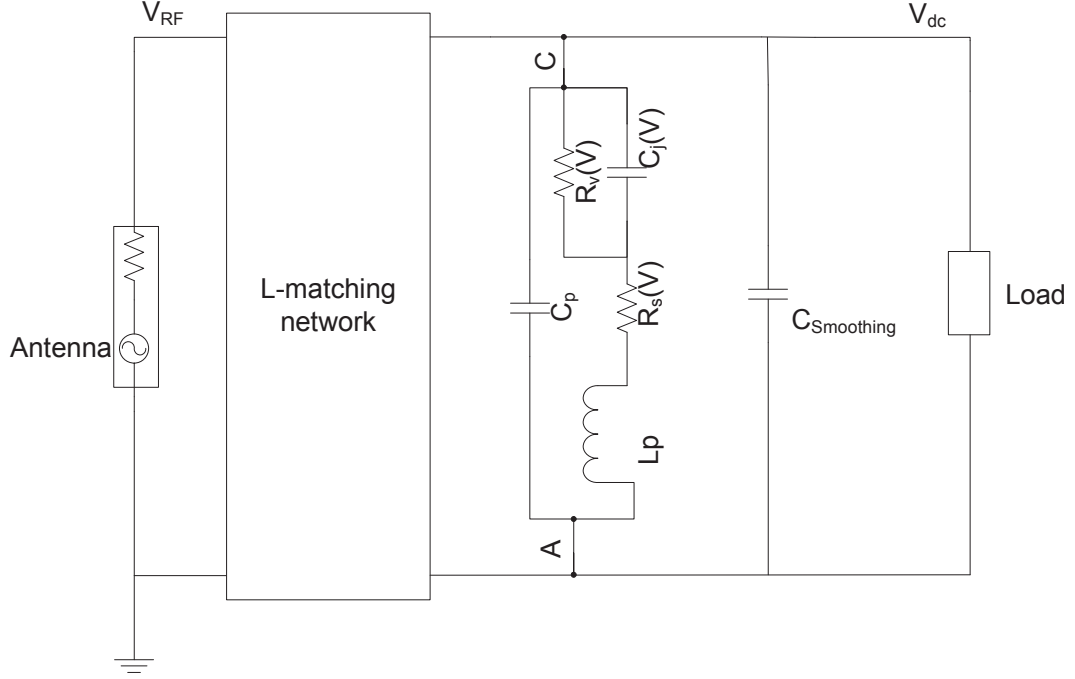 V_RF
V_dc
C
R_v(V)
C_j(V)
L-matching
network
C_p
R_s(V)
C_Smoothing
Load
Antenna
Lp
A